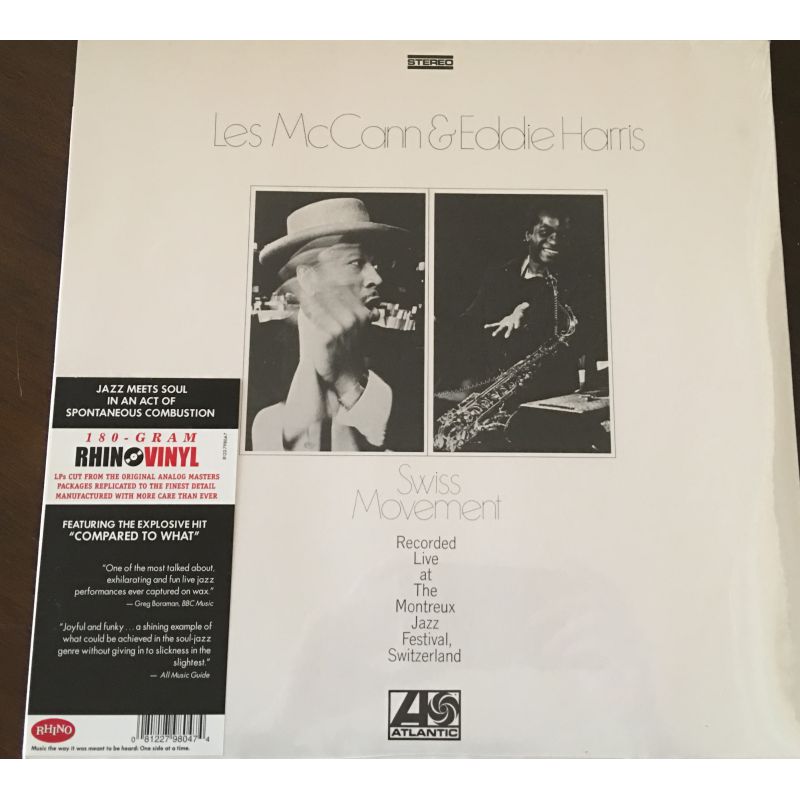 STEREO
Les McCann & Eddie Harris
JAZZ MEETS SOUL
IN AN ACT OF
SPONTANEOUS COMBUSTION
180-GRAM
RHINO VINYL
LPs CUT FROM THE ORIGINAL ANALOG MASTERS
PACKAGES REPLICATED TO THE FINEST DETAIL
MANUFACTURED WITH MORE CARE THAN EVER
FEATURING THE EXPLOSIVE HIT
"COMPARED TO WHAT"
"One of the most talked about,
exhilarating and fun live jazz
performances ever captured on wax."
— Greg Boraman, BBC Music
"Joyful and funky... a shining example of
what could be achieved in the soul-jazz
genre without giving in to slickness in the
slightest."
— All Music Guide
RHINO
0 81227 98047 4
Music the way it was meant to be heard: One side at a time.
Swiss
Movement
Recorded
Live
at
The
Montreux
Jazz
Festival,
Switzerland
ATLANTIC